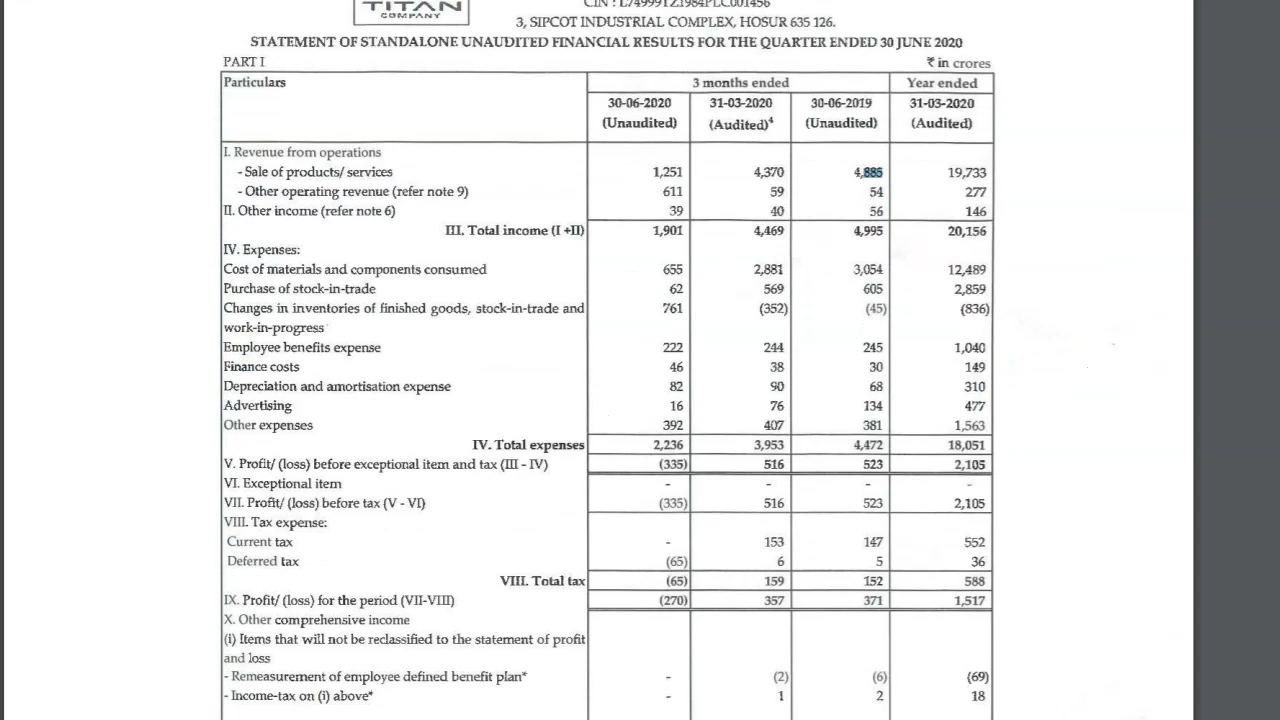 TITAN
COMPANY
CIN : L74999TZ1984PLC001456
3, SIPCOT INDUSTRIAL COMPLEX, HOSUR 635 126.
STATEMENT OF STANDALONE UNAUDITED FINANCIAL RESULTS FOR THE QUARTER ENDED 30 JUNE 2020
PART I ₹ in crores
Particulars 3 months ended Year ended
30-06-2020 31-03-2020 30-06-2019 31-03-2020
(Unaudited) (Audited)⁴ (Unaudited) (Audited)
I. Revenue from operations
- Sale of products/ services 1,251 4,370 4,885 19,733
- Other operating revenue (refer note 9) 611 59 54 277
II. Other income (refer note 6) 39 40 56 146
III. Total income (I +II) 1,901 4,469 4,995 20,156
IV. Expenses:
Cost of materials and components consumed 655 2,881 3,054 12,489
Purchase of stock-in-trade 62 569 605 2,859
Changes in inventories of finished goods, stock-in-trade and 761 (352) (45) (836)
work-in-progress
Employee benefits expense 222 244 245 1,040
Finance costs 46 38 30 149
Depreciation and amortisation expense 82 90 68 310
Advertising 16 76 134 477
Other expenses 392 407 381 1,563
IV. Total expenses 2,236 3,953 4,472 18,051
V. Profit/ (loss) before exceptional item and tax (III - IV) (335) 516 523 2,105
VI. Exceptional item - - - -
VII. Profit/ (loss) before tax (V - VI) (335) 516 523 2,105
VIII. Tax expense:
Current tax - 153 147 552
Deferred tax (65) 6 5 36
VIII. Total tax (65) 159 152 588
IX. Profit/ (loss) for the period (VII-VIII) (270) 357 371 1,517
X. Other comprehensive income
(i) Items that will not be reclassified to the statement of profit
and loss
- Remeasurement of employee defined benefit plan* - (2) (6) (69)
- Income-tax on (i) above* - 1 2 18